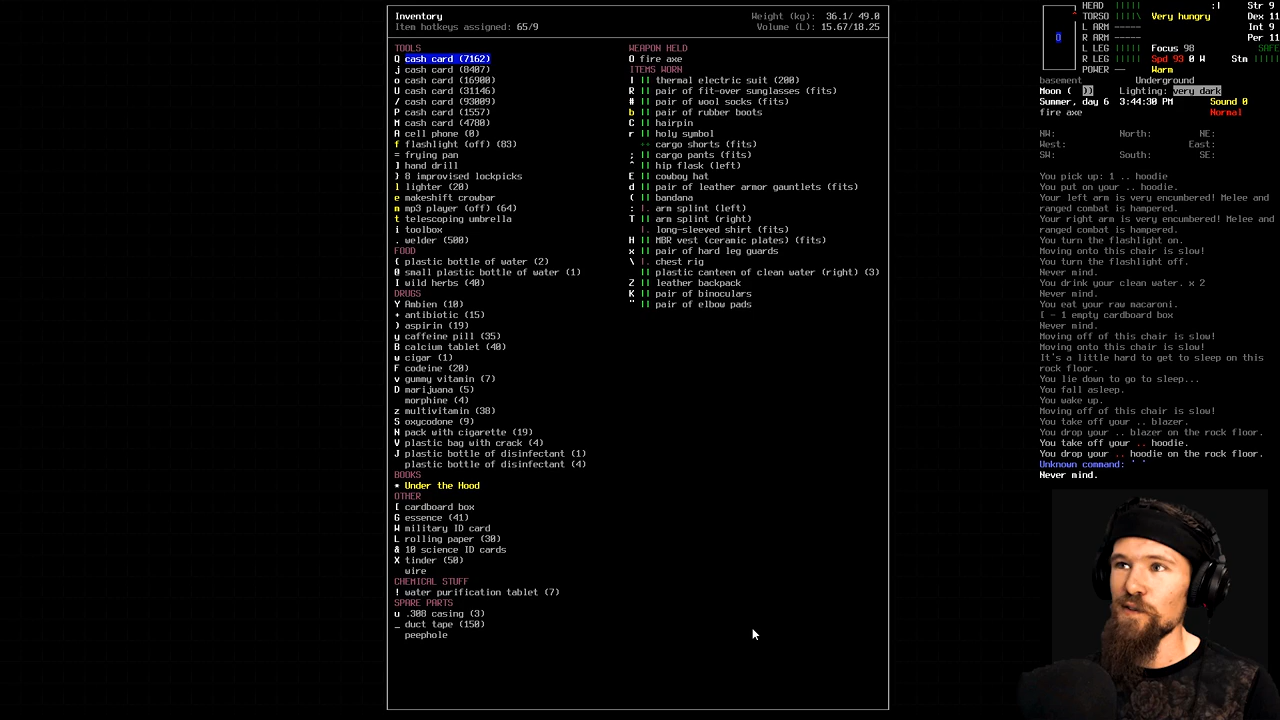 Inventory
Item hotkeys assigned: 65/9
Weight (kg): 36.1/ 49.0
Volume (L): 15.67/18.25
TOOLS
Q cash card (7162)
j cash card (8407)
o cash card (16900)
U cash card (31146)
/ cash card (93009)
P cash card (1557)
M cash card (4780)
A cell phone (0)
f flashlight (off) (83)
= frying pan
] hand drill
} 8 improvised lockpicks
l lighter (20)
e makeshift crowbar
m mp3 player (off) (64)
t telescoping umbrella
i toolbox
. welder (500)
FOOD
( plastic bottle of water (2)
0 small plastic bottle of water (1)
I wild herbs (40)
DRUGS
Y Ambien (10)
+ antibiotic (15)
) aspirin (19)
y caffeine pill (35)
B calcium tablet (40)
w cigar (1)
F codeine (20)
v gummy vitamin (7)
D marijuana (5)
morphine (4)
z multivitamin (38)
S oxycodone (9)
N pack with cigarette (19)
V plastic bag with crack (4)
J plastic bottle of disinfectant (1)
plastic bottle of disinfectant (4)
BOOKS
* Under the Hood
OTHER
[ cardboard box
G essence (41)
W military ID card
L rolling paper (30)
& 10 science ID cards
X tinder (50)
wire
CHEMICAL STUFF
! water purification tablet (7)
SPARE PARTS
u .308 casing (3)
_ duct tape (150)
peephole
WEAPON HELD
O fire axe
ITEMS WORN
| || thermal electric suit (200)
R || pair of fit-over sunglasses (fits)
# || pair of wool socks (fits)
b || pair of rubber boots
C || hairpin
r || holy symbol
++ cargo shorts (fits)
; || cargo pants (fits)
^ || hip flask (left)
E || cowboy hat
d || pair of leather armor gauntlets (fits)
{ || bandana
: |. arm splint (left)
T || arm splint (right)
|. long-sleeved shirt (fits)
H || MBR vest (ceramic plates) (fits)
x || pair of hard leg guards
\ |. chest rig
|| plastic canteen of clean water (right) (3)
Z || leather backpack
K || pair of binoculars
" || pair of elbow pads
HEAD ||||| :| Str 9
TORSO ||||\ Very hungry Dex 11
L ARM ----- Int 9
R ARM ----- Per 11
L LEG ||||| Focus 98 SAFE
R LEG ||||| Spd 93 0 W Stm |||||
POWER -- Warm
basement Underground
Moon ( )) Lighting: very dark
Summer, day 6 3:44:30 PM Sound 0
fire axe Normal
NW: North: NE:
West: East:
SW: South: SE:
You pick up: 1 .. hoodie
You put on your .. hoodie.
Your left arm is very encumbered! Melee and
ranged combat is hampered.
Your right arm is very encumbered! Melee and
ranged combat is hampered.
You turn the flashlight on.
Moving onto this chair is slow!
You turn the flashlight off.
Never mind.
You drink your clean water. x 2
Never mind.
You eat your raw macaroni.
[ - 1 empty cardboard box
Never mind.
Moving off of this chair is slow!
Moving onto this chair is slow!
It's a little hard to get to sleep on this
rock floor.
You lie down to go to sleep...
You fall asleep.
You wake up.
Moving off of this chair is slow!
You take off your .. blazer.
You drop your .. blazer on the rock floor.
You take off your .. hoodie.
You drop your .. hoodie on the rock floor.
Unknown command: ' '
Never mind.